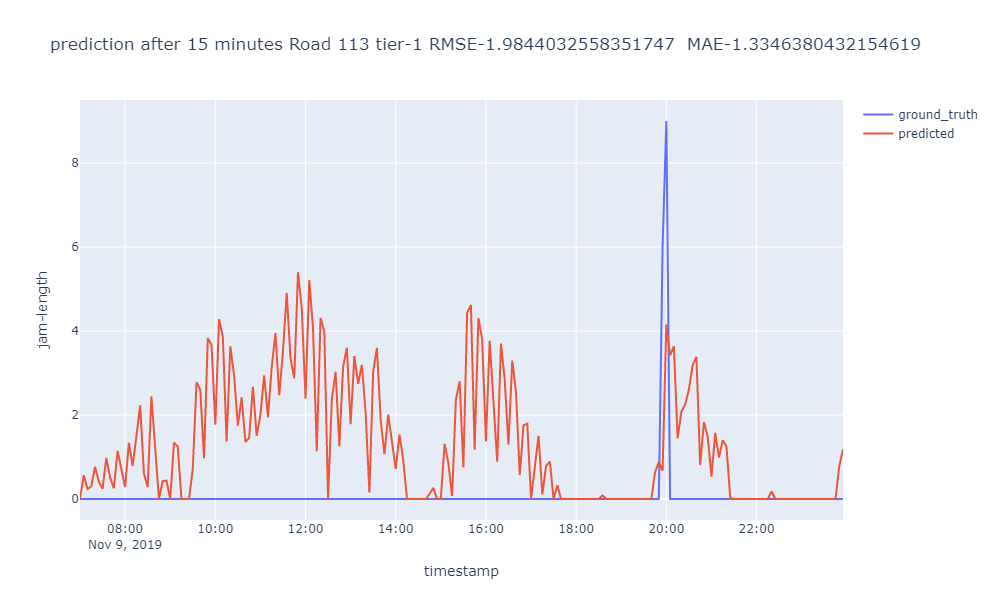 prediction after 15 minutes Road 113 tier-1 RMSE-1.9844032558351747  MAE-1.3346380432154619
ground_truth
predicted
jam-length
8
6
4
2
0
08:00 10:00 12:00 14:00 16:00 18:00 20:00 22:00
Nov 9, 2019
timestamp